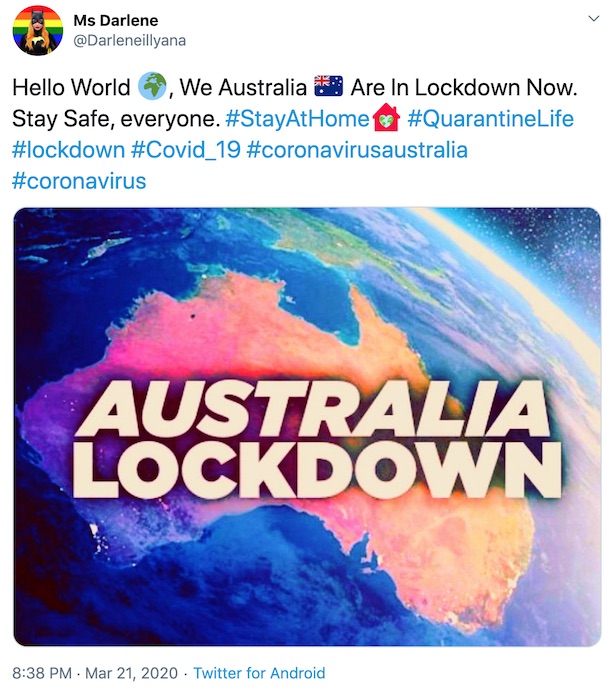 Ms Darlene
@Darleneillyana
Hello World 🌍, We Australia 🇦🇺 Are In Lockdown Now.
Stay Safe, everyone. #StayAtHome #QuarantineLife
#lockdown #Covid_19 #coronavirusaustralia
#coronavirus
AUSTRALIA
LOCKDOWN
8:38 PM · Mar 21, 2020 · Twitter for Android